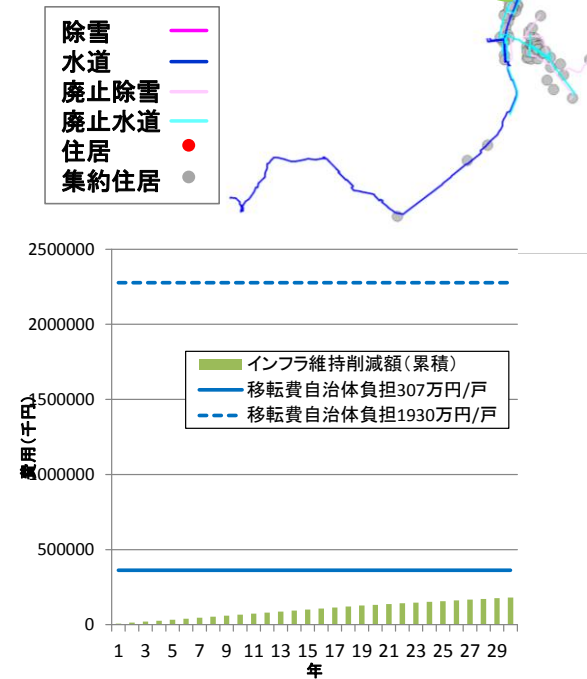 除雪
水道
廃止除雪
廃止水道
住居
集約住居
2500000
2000000
1500000
1000000
500000
0
費用(千円)
インフラ維持削減額(累積)
移転費自治体負担307万円/戸
移転費自治体負担1930万円/戸
1 3 5 7 9 11 13 15 17 19 21 23 25 27 29
年